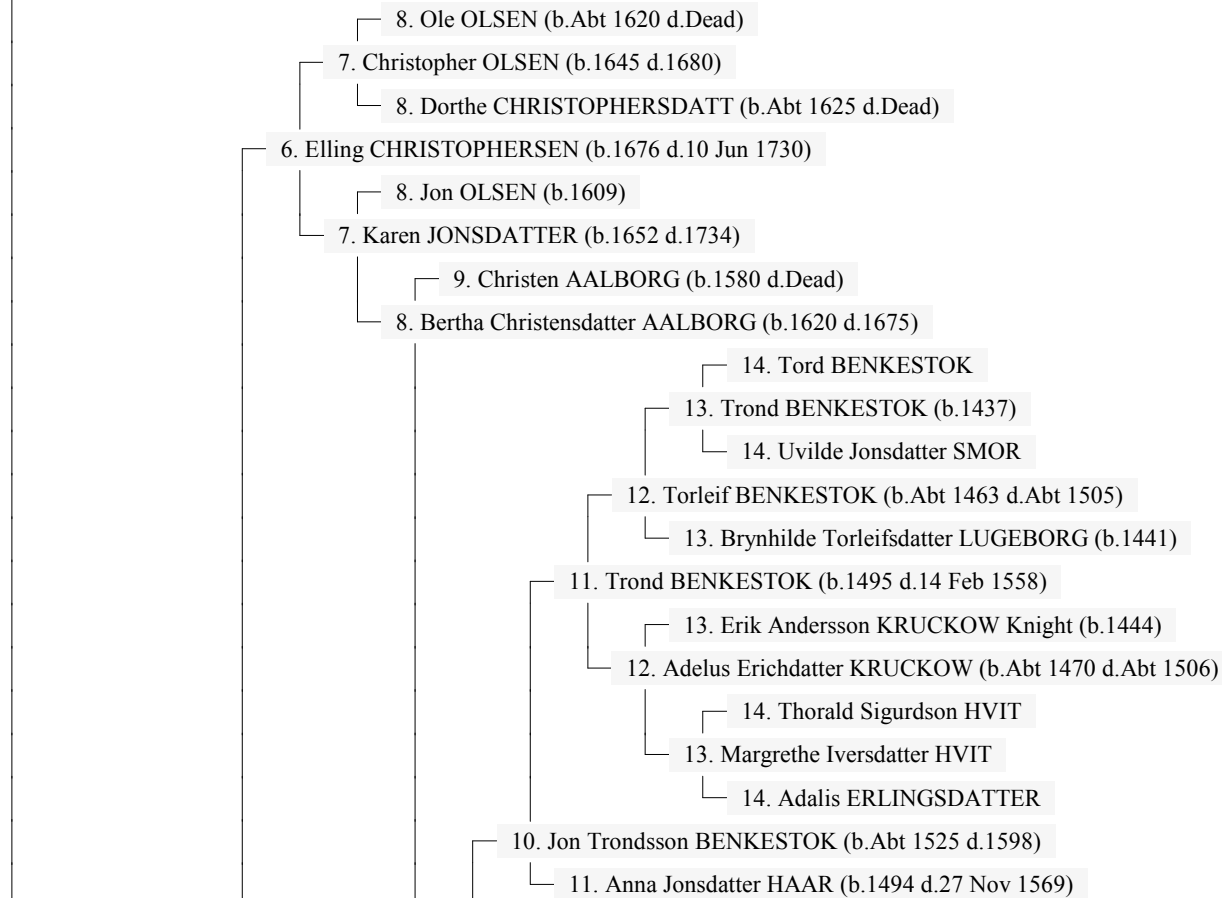 8. Ole OLSEN (b.Abt 1620 d.Dead)
7. Christopher OLSEN (b.1645 d.1680)
8. Dorthe CHRISTOPHERSDATT (b.Abt 1625 d.Dead)
6. Elling CHRISTOPHERSEN (b.1676 d.10 Jun 1730)
8. Jon OLSEN (b.1609)
7. Karen JONSDATTER (b.1652 d.1734)
9. Christen AALBORG (b.1580 d.Dead)
8. Bertha Christensdatter AALBORG (b.1620 d.1675)
14. Tord BENKESTOK
13. Trond BENKESTOK (b.1437)
14. Uvilde Jonsdatter SMOR
12. Torleif BENKESTOK (b.Abt 1463 d.Abt 1505)
13. Brynhilde Torleifsdatter LUGEBORG (b.1441)
11. Trond BENKESTOK (b.1495 d.14 Feb 1558)
13. Erik Andersson KRUCKOW Knight (b.1444)
12. Adelus Erichdatter KRUCKOW (b.Abt 1470 d.Abt 1506)
14. Thorald Sigurdson HVIT
13. Margrethe Iversdatter HVIT
14. Adalis ERLINGSDATTER
10. Jon Trondsson BENKESTOK (b.Abt 1525 d.1598)
11. Anna Jonsdatter HAAR (b.1494 d.27 Nov 1569)